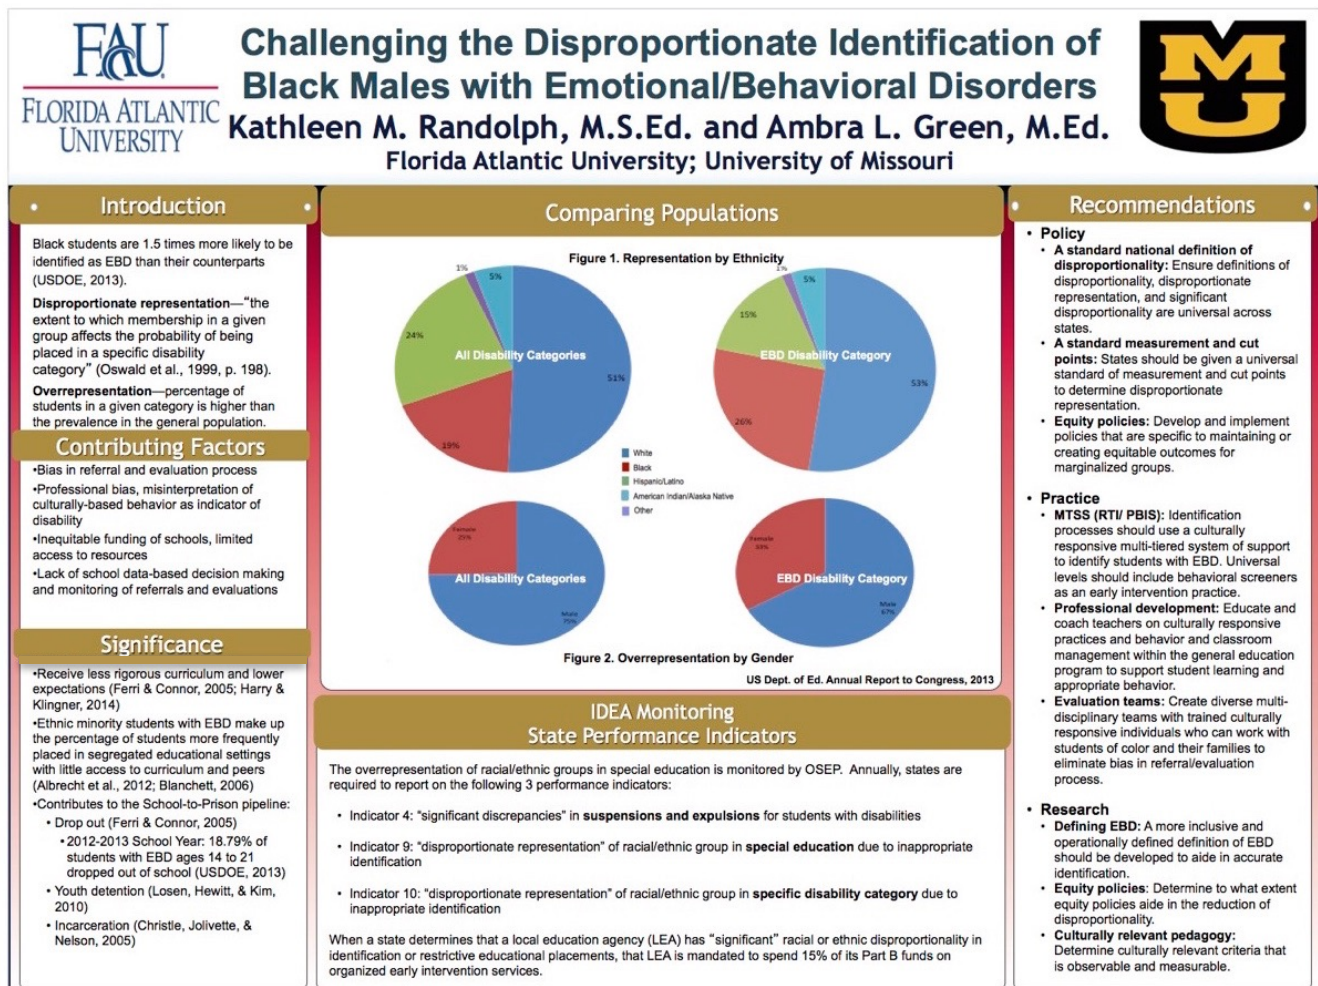 FAU
FLORIDA ATLANTIC
UNIVERSITY
Challenging the Disproportionate Identification of
Black Males with Emotional/Behavioral Disorders
Kathleen M. Randolph, M.S.Ed. and Ambra L. Green, M.Ed.
Florida Atlantic University; University of Missouri
MU
Introduction
Black students are 1.5 times more likely to be
identified as EBD than their counterparts
(USDOE, 2013).
Disproportionate representation—“the
extent to which membership in a given
group affects the probability of being
placed in a specific disability
category” (Oswald et al., 1999, p. 198).
Overrepresentation—percentage of
students in a given category is higher than
the prevalence in the general population.
Contributing Factors
•Bias in referral and evaluation process
•Professional bias, misinterpretation of
culturally-based behavior as indicator of
disability
•Inequitable funding of schools, limited
access to resources
•Lack of school data-based decision making
and monitoring of referrals and evaluations
Significance
•Receive less rigorous curriculum and lower
expectations (Ferri & Connor, 2005; Harry &
Klingner, 2014)
•Ethnic minority students with EBD make up
the percentage of students more frequently
placed in segregated educational settings
with little access to curriculum and peers
(Albrecht et al., 2012; Blanchett, 2006)
•Contributes to the School-to-Prison pipeline:
• Drop out (Ferri & Connor, 2005)
• 2012-2013 School Year: 18.79% of
students with EBD ages 14 to 21
dropped out of school (USDOE, 2013)
• Youth detention (Losen, Hewitt, & Kim,
2010)
• Incarceration (Christle, Jolivette, &
Nelson, 2005)
Comparing Populations
Figure 1. Representation by Ethnicity
1%
5%
24%
All Disability Categories
51%
19%
1%
5%
15%
EBD Disability Category
53%
26%
White
Black
Hispanic/Latino
American Indian/Alaska Native
Other
Female
25%
All Disability Categories
Male
75%
Female
33%
EBD Disability Category
Male
67%
Figure 2. Overrepresentation by Gender
US Dept. of Ed. Annual Report to Congress, 2013
IDEA Monitoring
State Performance Indicators
The overrepresentation of racial/ethnic groups in special education is monitored by OSEP. Annually, states are
required to report on the following 3 performance indicators:
• Indicator 4: “significant discrepancies” in suspensions and expulsions for students with disabilities
• Indicator 9: “disproportionate representation” of racial/ethnic group in special education due to inappropriate
identification
• Indicator 10: “disproportionate representation” of racial/ethnic group in specific disability category due to
inappropriate identification
When a state determines that a local education agency (LEA) has “significant” racial or ethnic disproportionality in
identification or restrictive educational placements, that LEA is mandated to spend 15% of its Part B funds on
organized early intervention services.
Recommendations
• Policy
• A standard national definition of
disproportionality: Ensure definitions of
disproportionality, disproportionate
representation, and significant
disproportionality are universal across
states.
• A standard measurement and cut
points: States should be given a universal
standard of measurement and cut points
to determine disproportionate
representation.
• Equity policies: Develop and implement
policies that are specific to maintaining or
creating equitable outcomes for
marginalized groups.
• Practice
• MTSS (RTI/ PBIS): Identification
processes should use a culturally
responsive multi-tiered system of support
to identify students with EBD. Universal
levels should include behavioral screeners
as an early intervention practice.
• Professional development: Educate and
coach teachers on culturally responsive
practices and behavior and classroom
management within the general education
program to support student learning and
appropriate behavior.
• Evaluation teams: Create diverse multi-
disciplinary teams with trained culturally
responsive individuals who can work with
students of color and their families to
eliminate bias in referral/evaluation
process.
• Research
• Defining EBD: A more inclusive and
operationally defined definition of EBD
should be developed to aide in accurate
identification.
• Equity policies: Determine to what extent
equity policies aide in the reduction of
disproportionality.
• Culturally relevant pedagogy:
Determine culturally relevant criteria that
is observable and measurable.